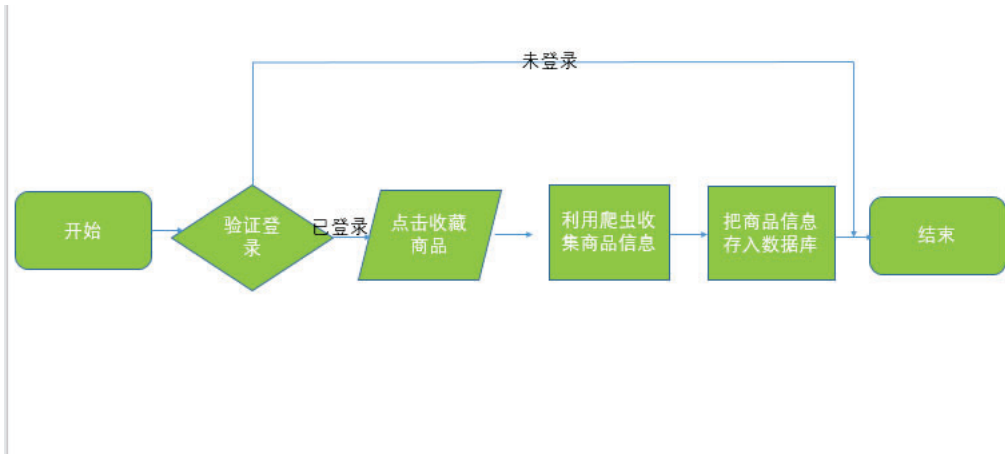 未登录
开始
验证登
录
已登录
点击收藏
商品
利用爬虫收
集商品信息
把商品信息
存入数据库
结束